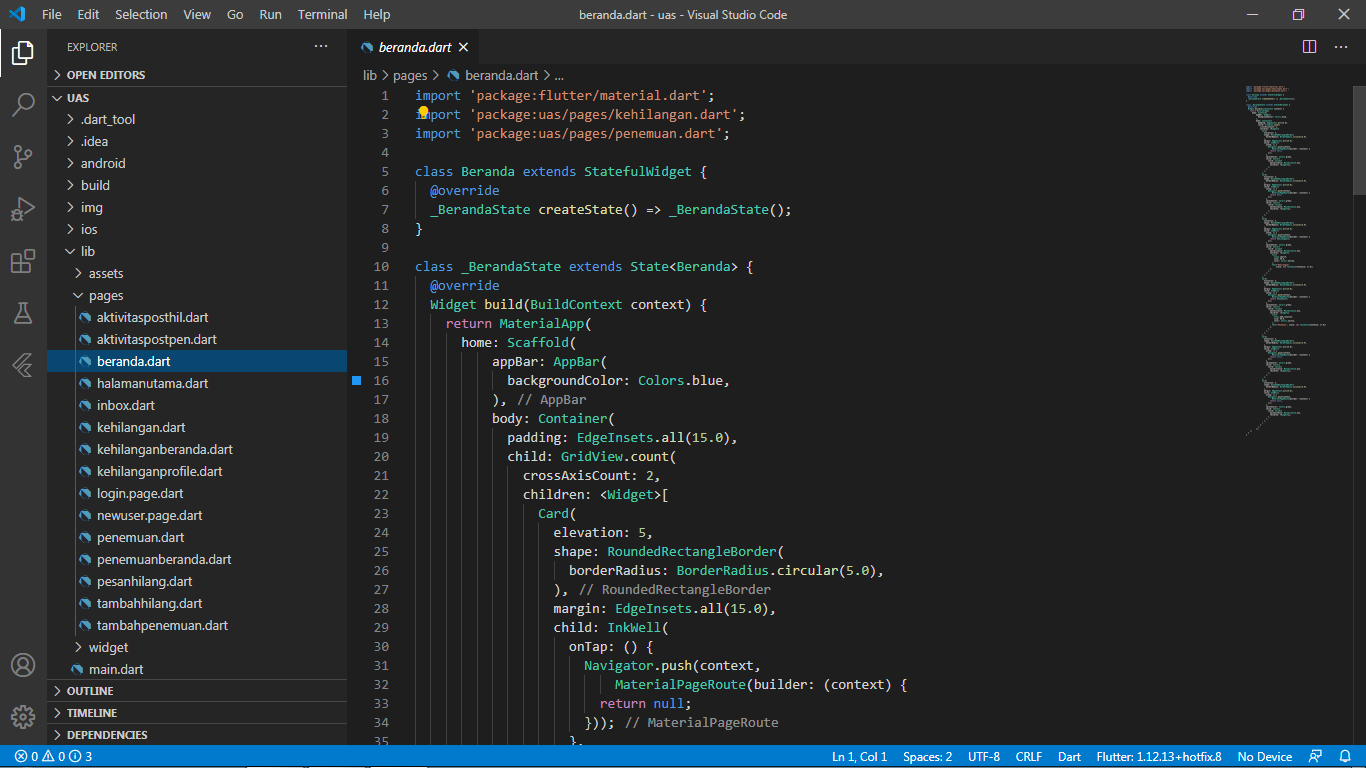 File Edit Selection View Go Run Terminal Help
beranda.dart - uas - Visual Studio Code
EXPLORER
OPEN EDITORS
UAS
.dart_tool
.idea
android
build
img
ios
lib
assets
pages
aktivitasposthil.dart
aktivitaspostpen.dart
beranda.dart
halamanutama.dart
inbox.dart
kehilangan.dart
kehilanganberanda.dart
kehilanganprofile.dart
login.page.dart
newuser.page.dart
penemuan.dart
penemuanberanda.dart
pesanhilang.dart
tambahhilang.dart
tambahpenemuan.dart
widget
main.dart
OUTLINE
TIMELINE
DEPENDENCIES
beranda.dart
lib > pages > beranda.dart > ...
1 import 'package:flutter/material.dart';
2 import 'package:uas/pages/kehilangan.dart';
3 import 'package:uas/pages/penemuan.dart';
4
5 class Beranda extends StatefulWidget {
6 @override
7 _BerandaState createState() => _BerandaState();
8 }
9
10 class _BerandaState extends State<Beranda> {
11 @override
12 Widget build(BuildContext context) {
13 return MaterialApp(
14 home: Scaffold(
15 appBar: AppBar(
16 backgroundColor: Colors.blue,
17 ), // AppBar
18 body: Container(
19 padding: EdgeInsets.all(15.0),
20 child: GridView.count(
21 crossAxisCount: 2,
22 children: <Widget>[
23 Card(
24 elevation: 5,
25 shape: RoundedRectangleBorder(
26 borderRadius: BorderRadius.circular(5.0),
27 ), // RoundedRectangleBorder
28 margin: EdgeInsets.all(15.0),
29 child: InkWell(
30 onTap: () {
31 Navigator.push(context,
32 MaterialPageRoute(builder: (context) {
33 return null;
34 })); // MaterialPageRoute
35 },
0 0 3
Ln 1, Col 1 Spaces: 2 UTF-8 CRLF Dart Flutter: 1.12.13+hotfix.8 No Device